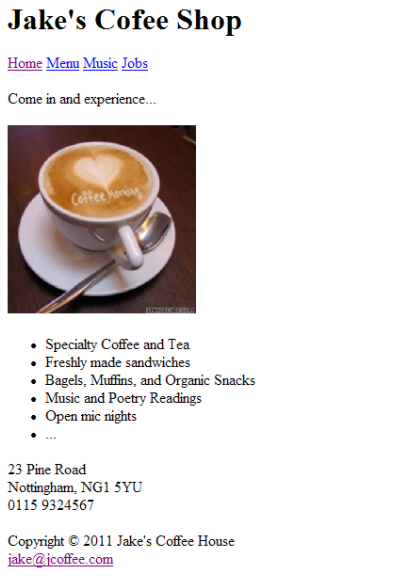 Jake's Cofee Shop
Home Menu Music Jobs
Come in and experience...
Coffee Morning
Specialty Coffee and Tea
Freshly made sandwiches
Bagels, Muffins, and Organic Snacks
Music and Poetry Readings
Open mic nights
...
23 Pine Road
Nottingham, NG1 5YU
0115 9324567
Copyright © 2011 Jake's Coffee House
jake@jcoffee.com